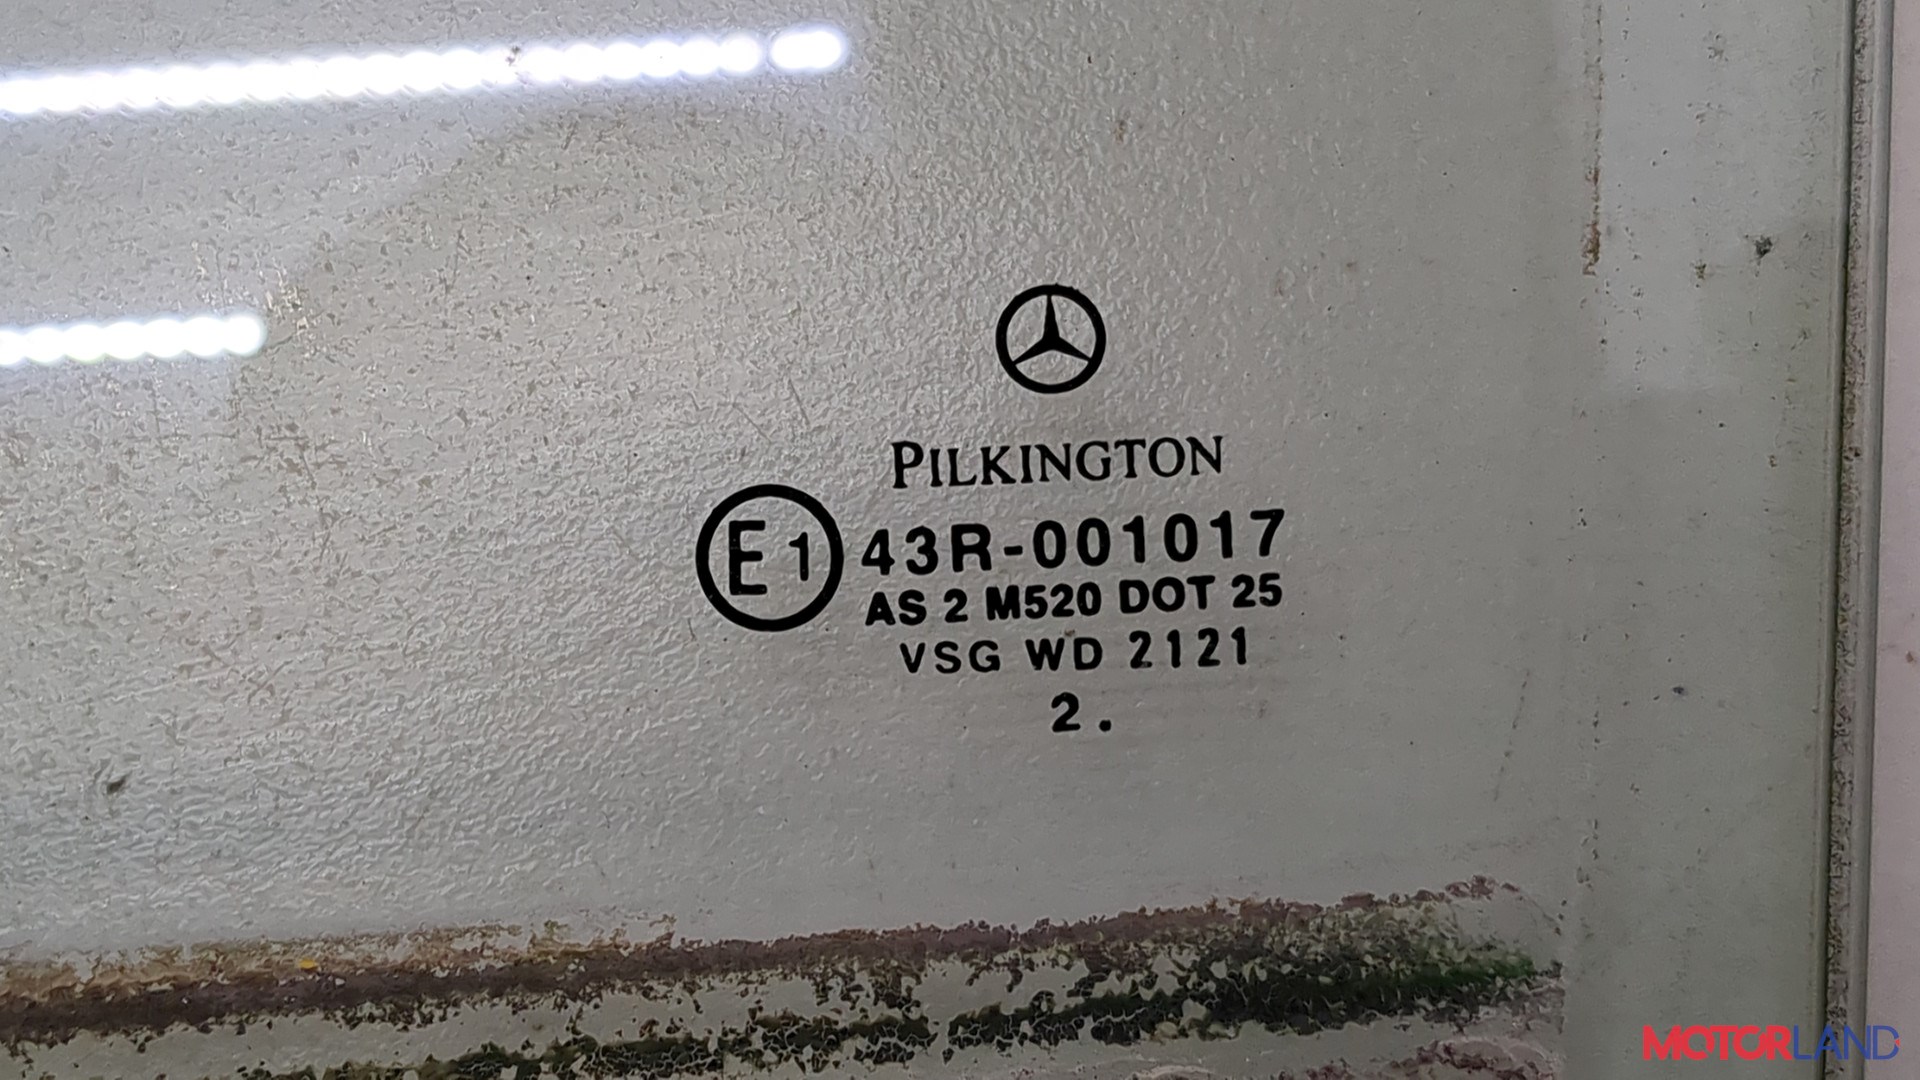 PILKINGTON
E1 43R-001017
AS 2 M520 DOT 25
VSG WD 2121
2.
MOTORLAND